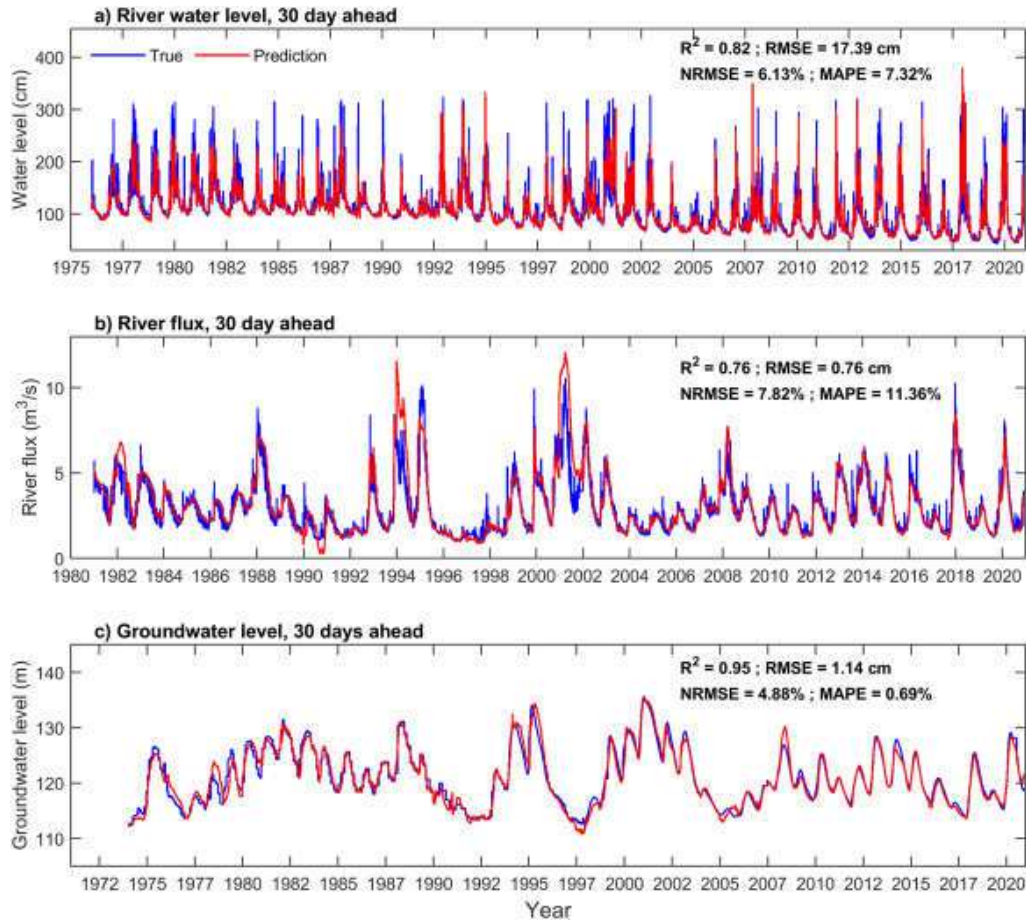 a) River water level, 30 day ahead
True
Prediction
R² = 0.82 ; RMSE = 17.39 cm
NRMSE = 6.13% ; MAPE = 7.32%
Water level (cm)
400
300
200
100
1975 1977 1980 1982 1985 1987 1990 1992 1995 1997 2000 2002 2005 2007 2010 2012 2015 2017 2020
b) River flux, 30 day ahead
R² = 0.76 ; RMSE = 0.76 cm
NRMSE = 7.82% ; MAPE = 11.36%
River flux (m³/s)
10
5
0
1980 1982 1984 1986 1988 1990 1992 1994 1996 1998 2000 2002 2004 2006 2008 2010 2012 2014 2016 2018 2020
c) Groundwater level, 30 days ahead
R² = 0.95 ; RMSE = 1.14 cm
NRMSE = 4.88% ; MAPE = 0.69%
Groundwater level (m)
140
130
120
110
1972 1975 1977 1980 1982 1985 1987 1990 1992 1995 1997 2000 2002 2005 2007 2010 2012 2015 2017 2020
Year